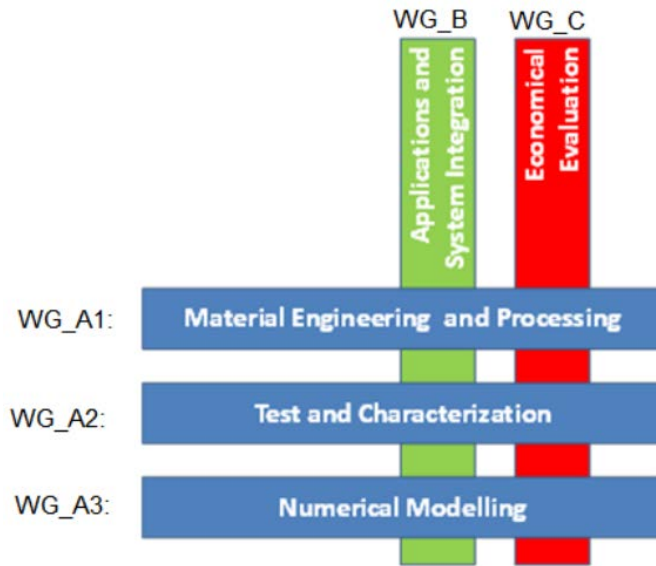 WG_B WG_C
Applications and
System Integration
Economical
Evaluation
WG_A1: Material Engineering and Processing
WG_A2: Test and Characterization
WG_A3: Numerical Modelling